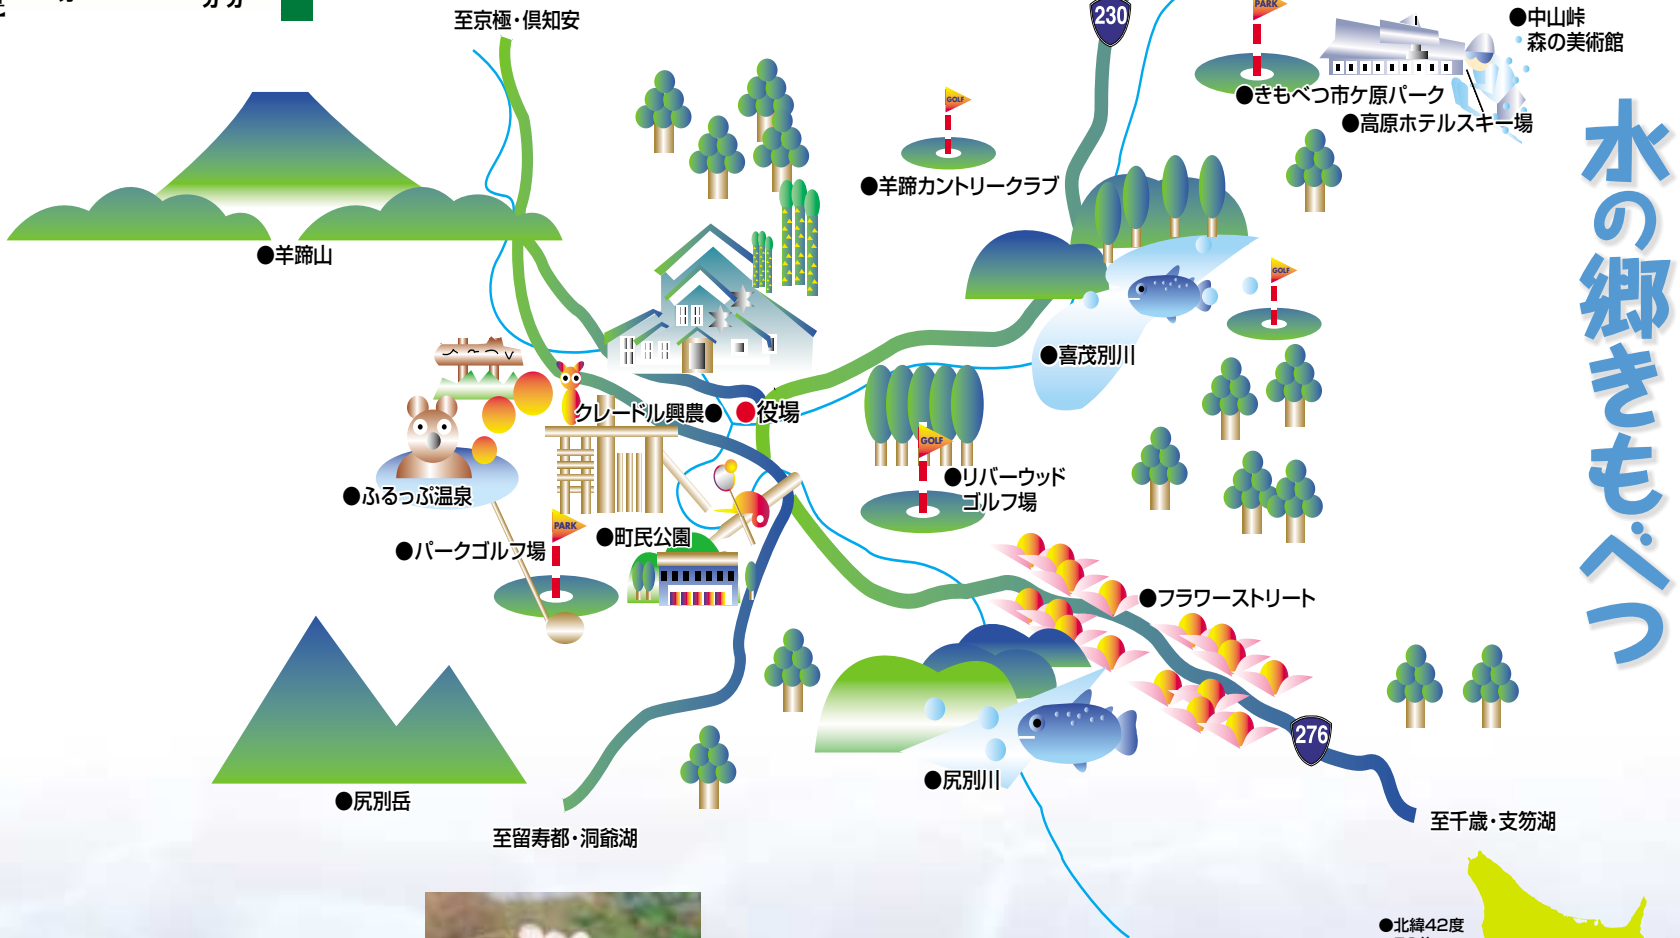 至京極・倶知安
230
PARK
●中山峠
森の美術館
●きもべつ市ケ原パーク
●高原ホテルスキー場
GOLF
●羊蹄カントリークラブ
水の郷きもべつ
●羊蹄山
GOLF
●喜茂別川
クレードル興農●
●役場
GOLF
●リバーウッド
ゴルフ場
●ふるっぷ温泉
PARK
●パークゴルフ場
●町民公園
●フラワーストリート
276
●尻別川
●尻別岳
至留寿都・洞爺湖
至千歳・支笏湖
●北緯42度